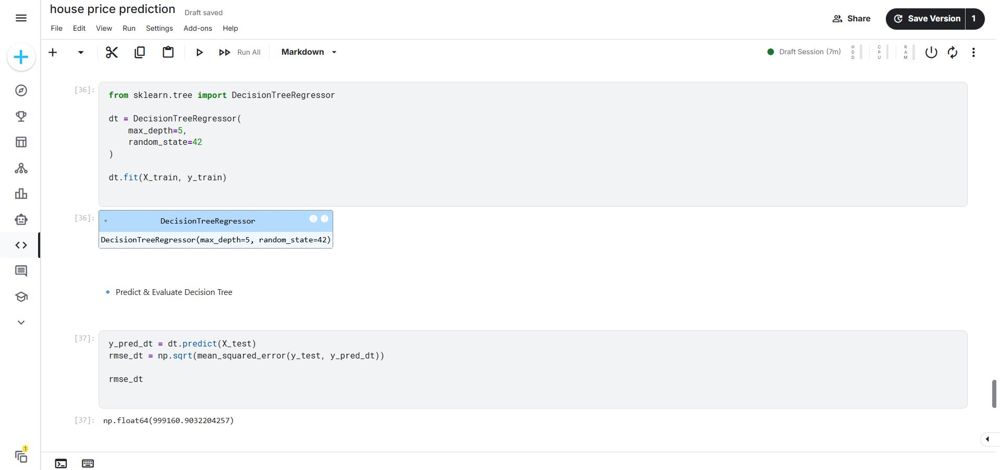 house price prediction
Draft saved
File Edit View Run Settings Add-ons Help
Share
Save Version 1
Run All
Markdown
Draft Session (7m)
HDD
CPU
RAM
[36]:
from sklearn.tree import DecisionTreeRegressor
dt = DecisionTreeRegressor(
    max_depth=5,
    random_state=42
)
dt.fit(X_train, y_train)
[36]:
DecisionTreeRegressor
i ?
DecisionTreeRegressor(max_depth=5, random_state=42)
Predict & Evaluate Decision Tree
[37]:
y_pred_dt = dt.predict(X_test)
rmse_dt = np.sqrt(mean_squared_error(y_test, y_pred_dt))
rmse_dt
[37]:
np.float64(999160.9032204257)
1